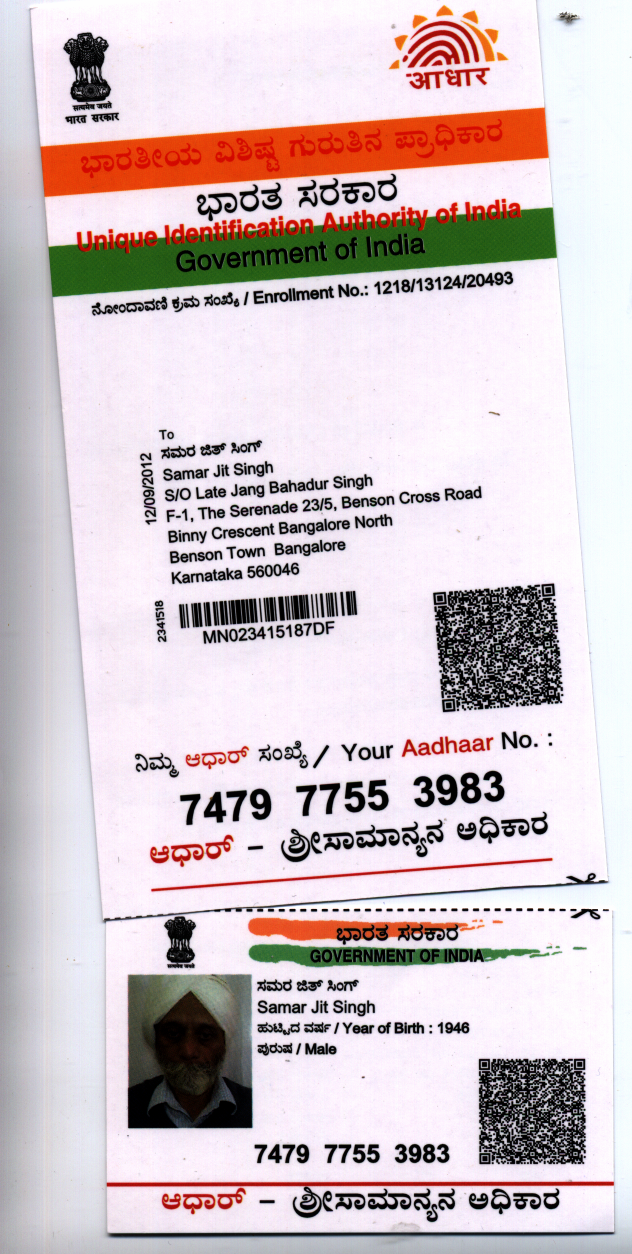 सत्यमेव जयते
भारत सरकार
आधार
ಭಾರತೀಯ ವಿಶಿಷ್ಟ ಗುರುತಿನ ಪ್ರಾಧಿಕಾರ
ಭಾರತ ಸರಕಾರ
Unique Identification Authority of India
Government of India
ನೋಂದಾವಣಿ ಕ್ರಮ ಸಂಖ್ಯೆ / Enrollment No.: 1218/13124/20493
12/09/2012
To
ಸಮರ ಜಿತ್ ಸಿಂಗ್
Samar Jit Singh
S/O Late Jang Bahadur Singh
F-1, The Serenade 23/5, Benson Cross Road
Binny Crescent Bangalore North
Benson Town Bangalore
Karnataka 560046
2341518
MN023415187DF
ನಿಮ್ಮ ಆಧಾರ್ ಸಂಖ್ಯೆ / Your Aadhaar No. :
7479 7755 3983
ಆಧಾರ್ – ಶ್ರೀಸಾಮಾನ್ಯನ ಅಧಿಕಾರ
सत्यमेव जयते
ಭಾರತ ಸರಕಾರ
GOVERNMENT OF INDIA
ಸಮರ ಜಿತ್ ಸಿಂಗ್
Samar Jit Singh
ಹುಟ್ಟಿದ ವರ್ಷ / Year of Birth : 1946
ಪುರುಷ / Male
7479 7755 3983
ಆಧಾರ್ – ಶ್ರೀಸಾಮಾನ್ಯನ ಅಧಿಕಾರ